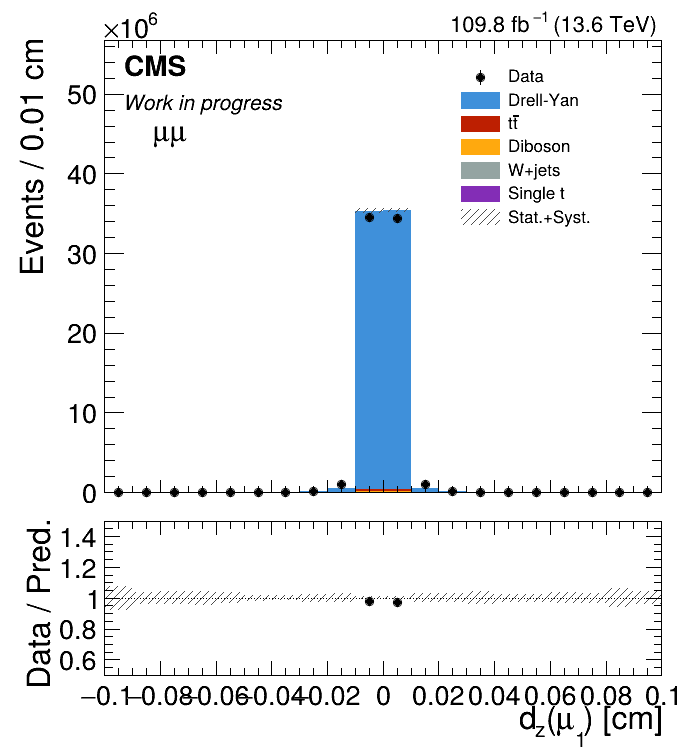 ×10⁶
109.8 fb⁻¹ (13.6 TeV)
CMS
Work in progress
μμ
Data
Drell-Yan
tt̅
Diboson
W+jets
Single t
Stat.+Syst.
Events / 0.01 cm
50
40
30
20
10
0
Data / Pred.
1.4
1.2
1
0.8
0.6
−0.1 −0.08 −0.06 −0.04 −0.02 0 0.02 0.04 0.06 0.08 0.1
d_z(μ_1) [cm]